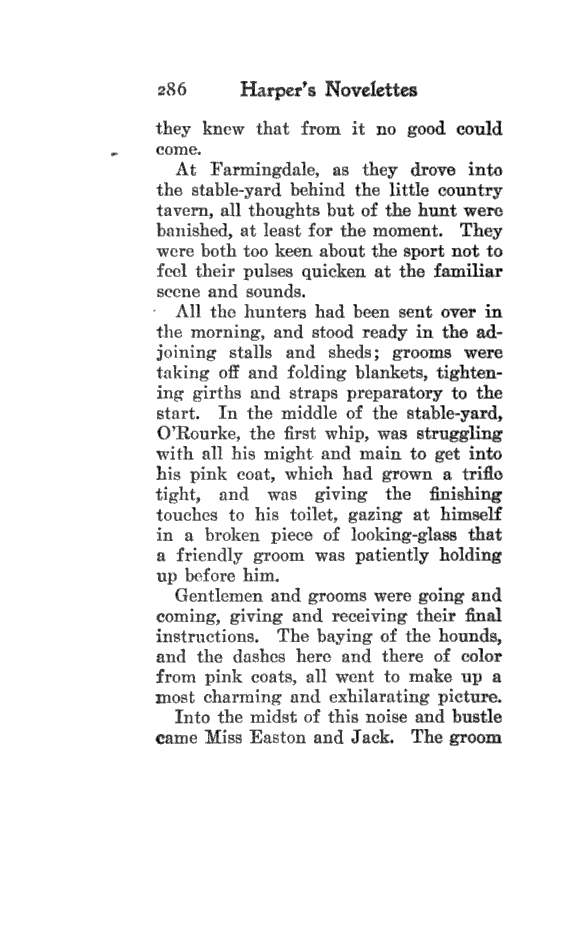 286 Harper's Novelettes
they knew that from it no good could
come.
At Farmingdale, as they drove into
the stable-yard behind the little country
tavern, all thoughts but of the hunt were
banished, at least for the moment. They
were both too keen about the sport not to
feel their pulses quicken at the familiar
scene and sounds.
All the hunters had been sent over in
the morning, and stood ready in the ad-
joining stalls and sheds; grooms were
taking off and folding blankets, tighten-
ing girths and straps preparatory to the
start. In the middle of the stable-yard,
O'Rourke, the first whip, was struggling
with all his might and main to get into
his pink coat, which had grown a trifle
tight, and was giving the finishing
touches to his toilet, gazing at himself
in a broken piece of looking-glass that
a friendly groom was patiently holding
up before him.
Gentlemen and grooms were going and
coming, giving and receiving their final
instructions. The baying of the hounds,
and the dashes here and there of color
from pink coats, all went to make up a
most charming and exhilarating picture.
Into the midst of this noise and bustle
came Miss Easton and Jack. The groom